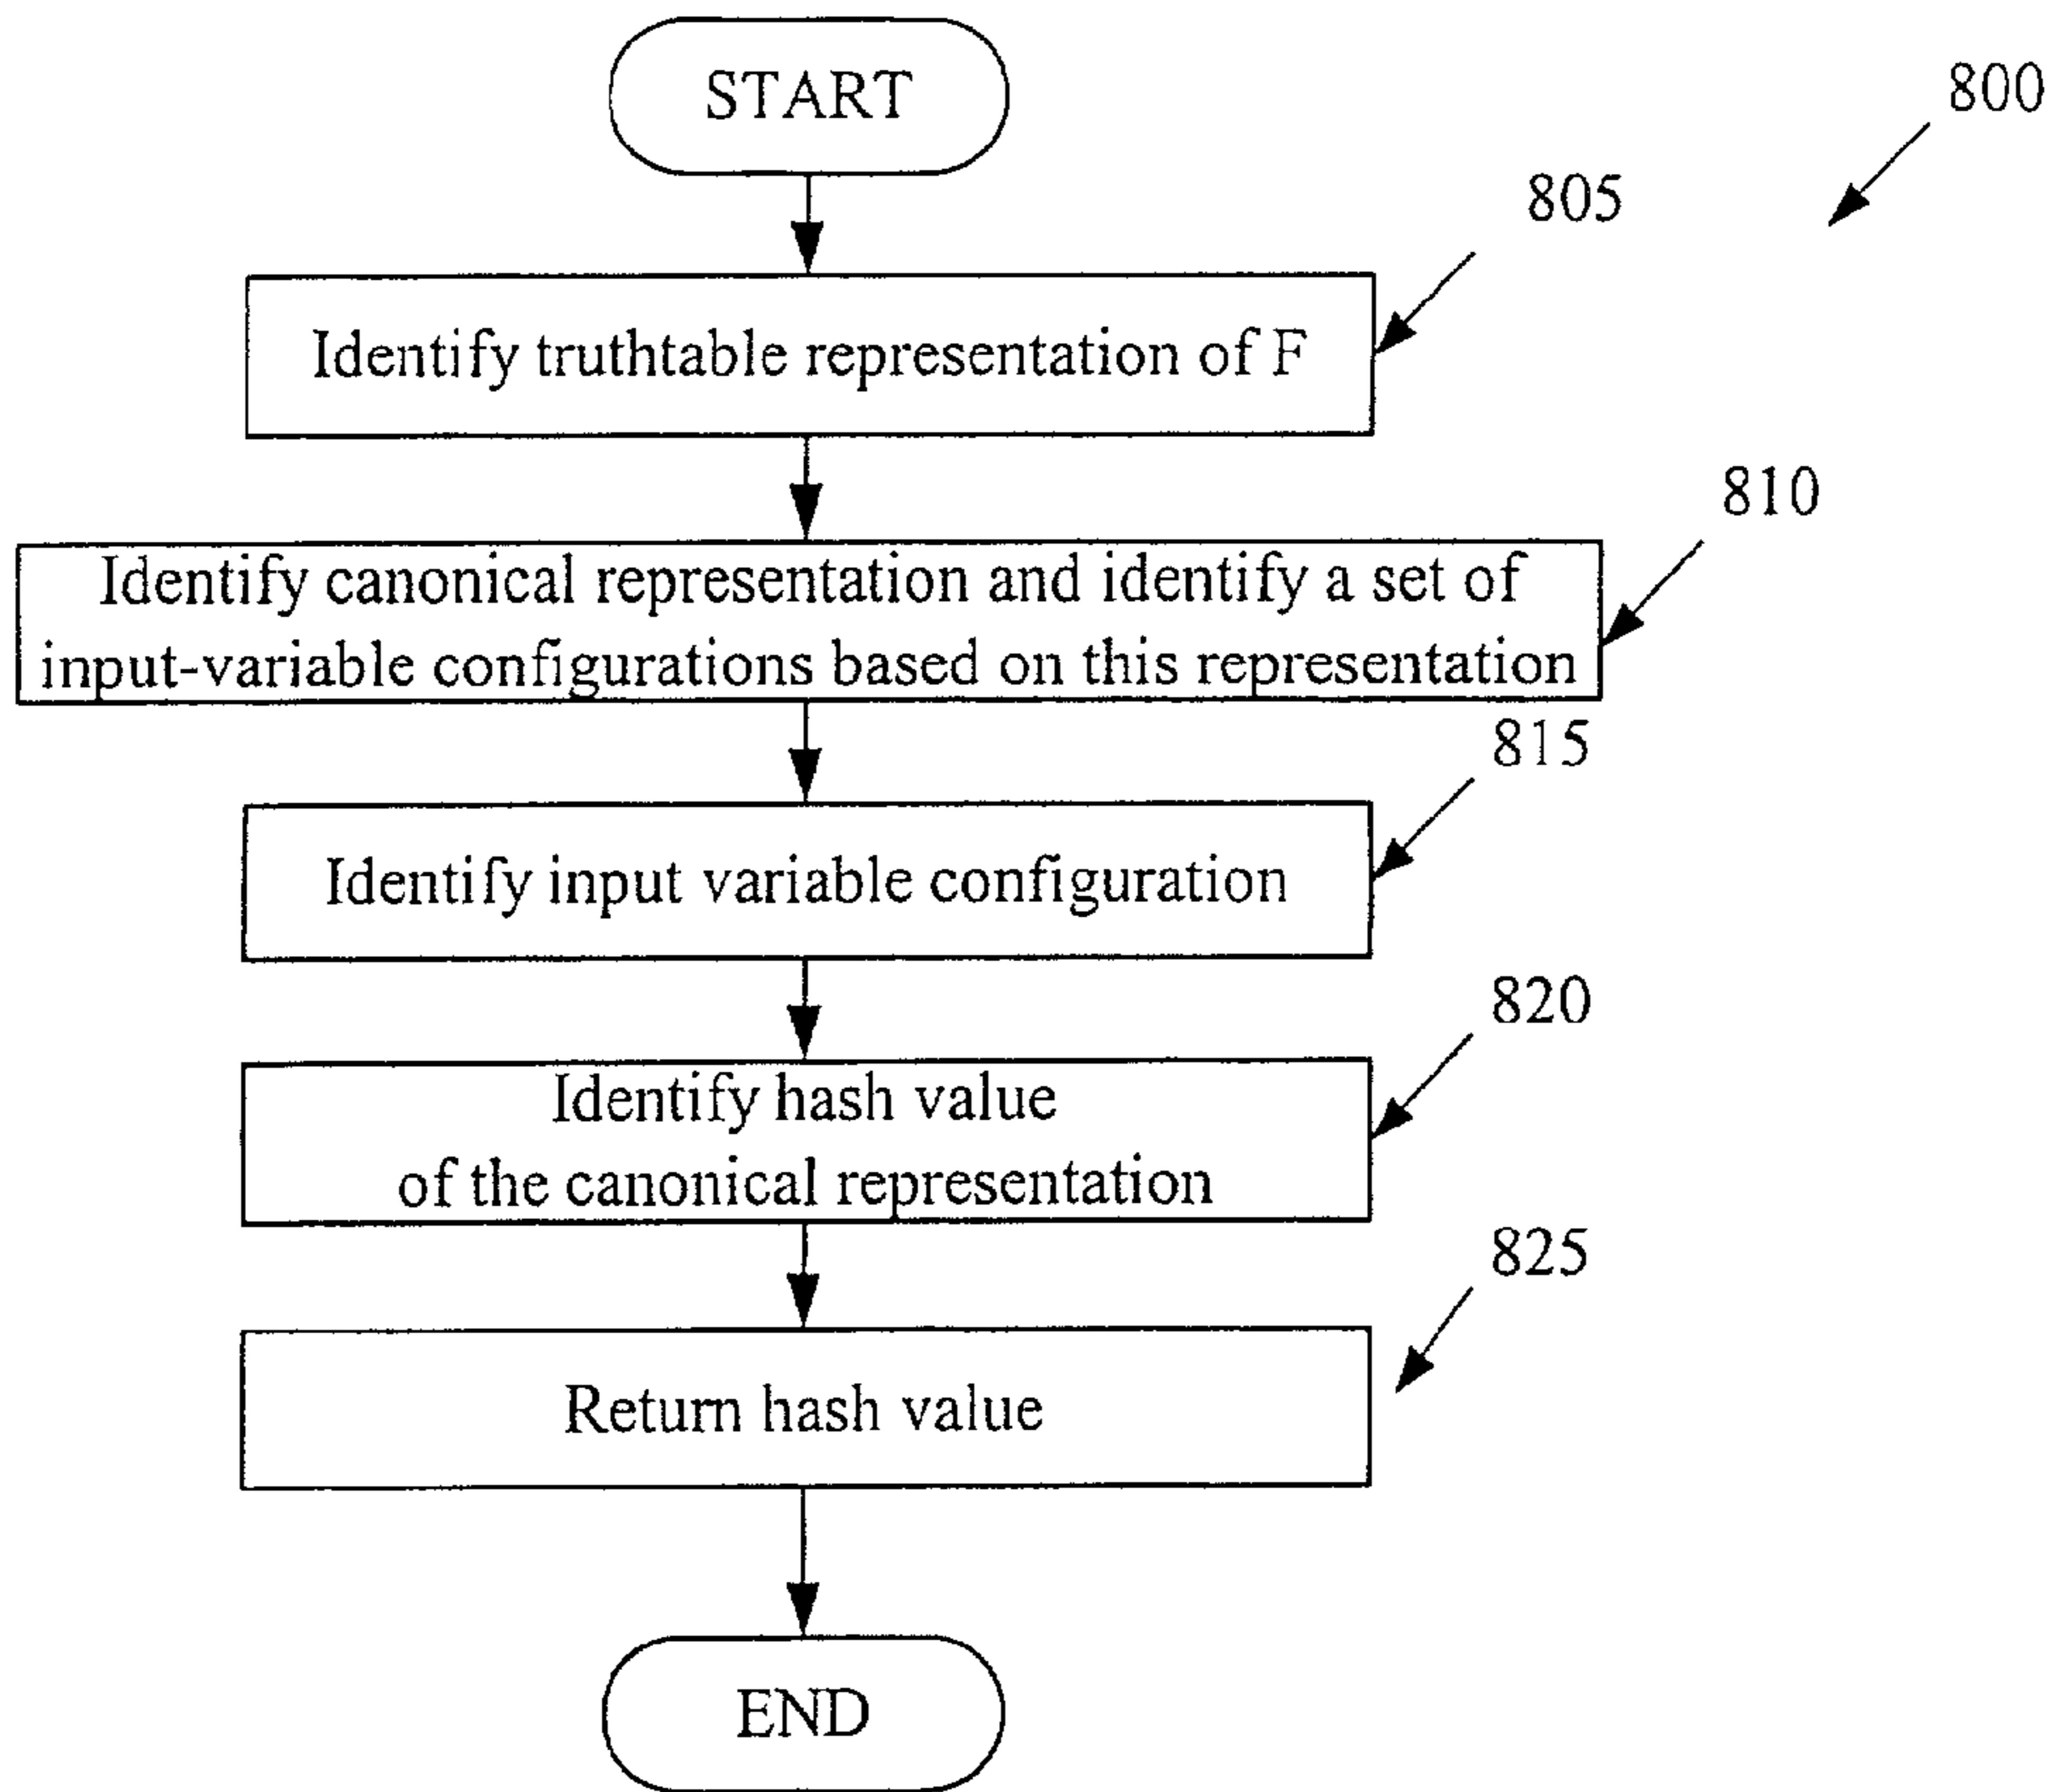 START
800
805
Identify truthtable representation of F
810
Identify canonical representation and identify a set of
input-variable configurations based on this representation
815
Identify input variable configuration
820
Identify hash value
of the canonical representation
825
Return hash value
END